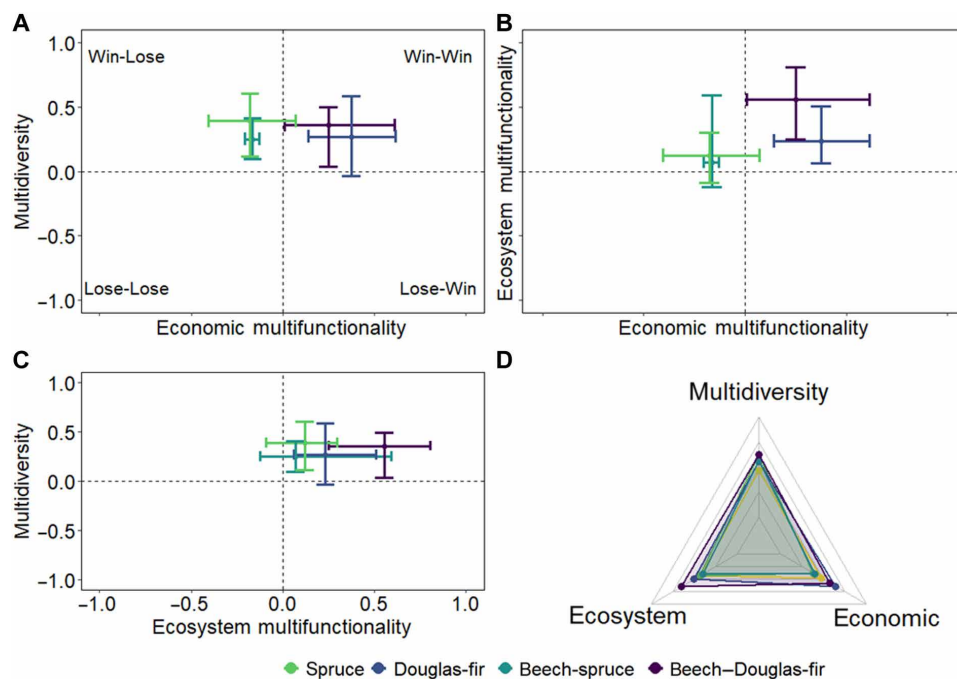 A
B
1.0
0.5
0.0
−0.5
−1.0
Multidiversity
Win-Lose
Win-Win
Lose-Lose
Lose-Win
Economic multifunctionality
Ecosystem multifunctionality
Economic multifunctionality
C
D
1.0
0.5
0.0
−0.5
−1.0
Multidiversity
−1.0
−0.5
0.0
0.5
1.0
Ecosystem multifunctionality
Multidiversity
Ecosystem
Economic
Spruce
Douglas-fir
Beech-spruce
Beech–Douglas-fir